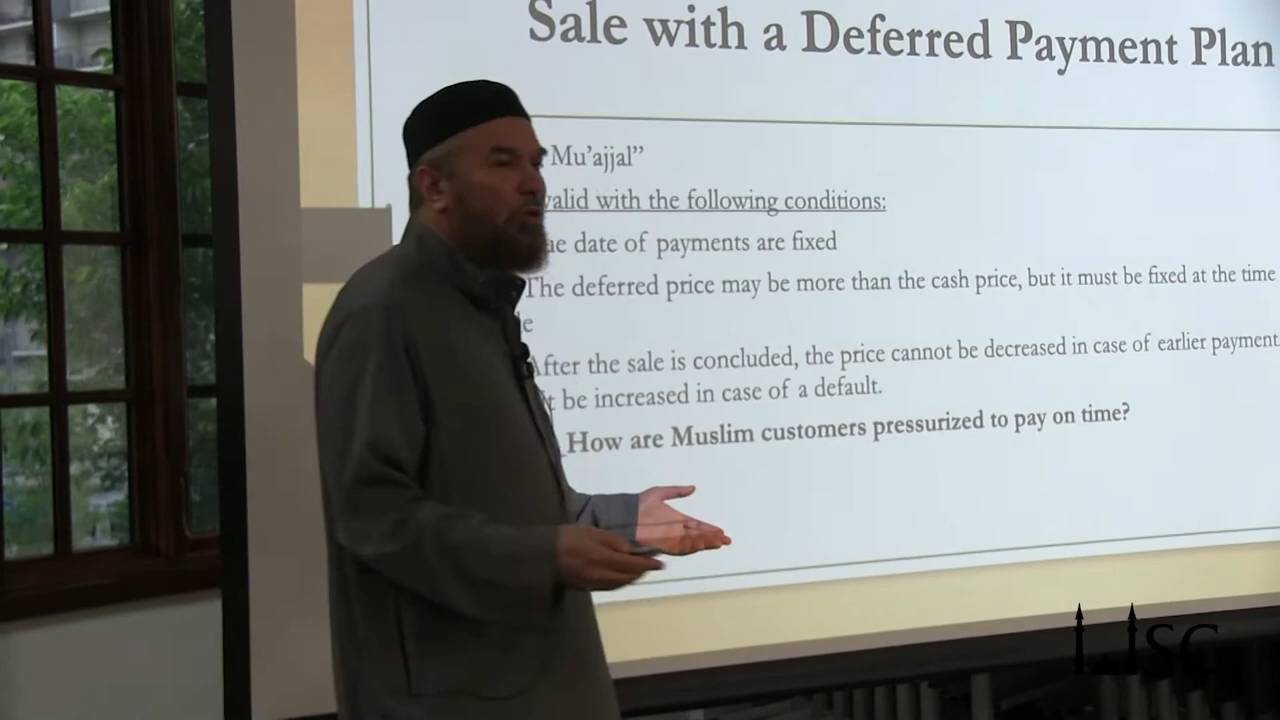 Sale with a Deferred Payment Plan
Mu’ajjal”
valid with the following conditions:
date of payments are fixed
The deferred price may be more than the cash price, but it must be fixed at the time
After the sale is concluded, the price cannot be decreased in case of earlier payment
be increased in case of a default.
How are Muslim customers pressurized to pay on time?
SC